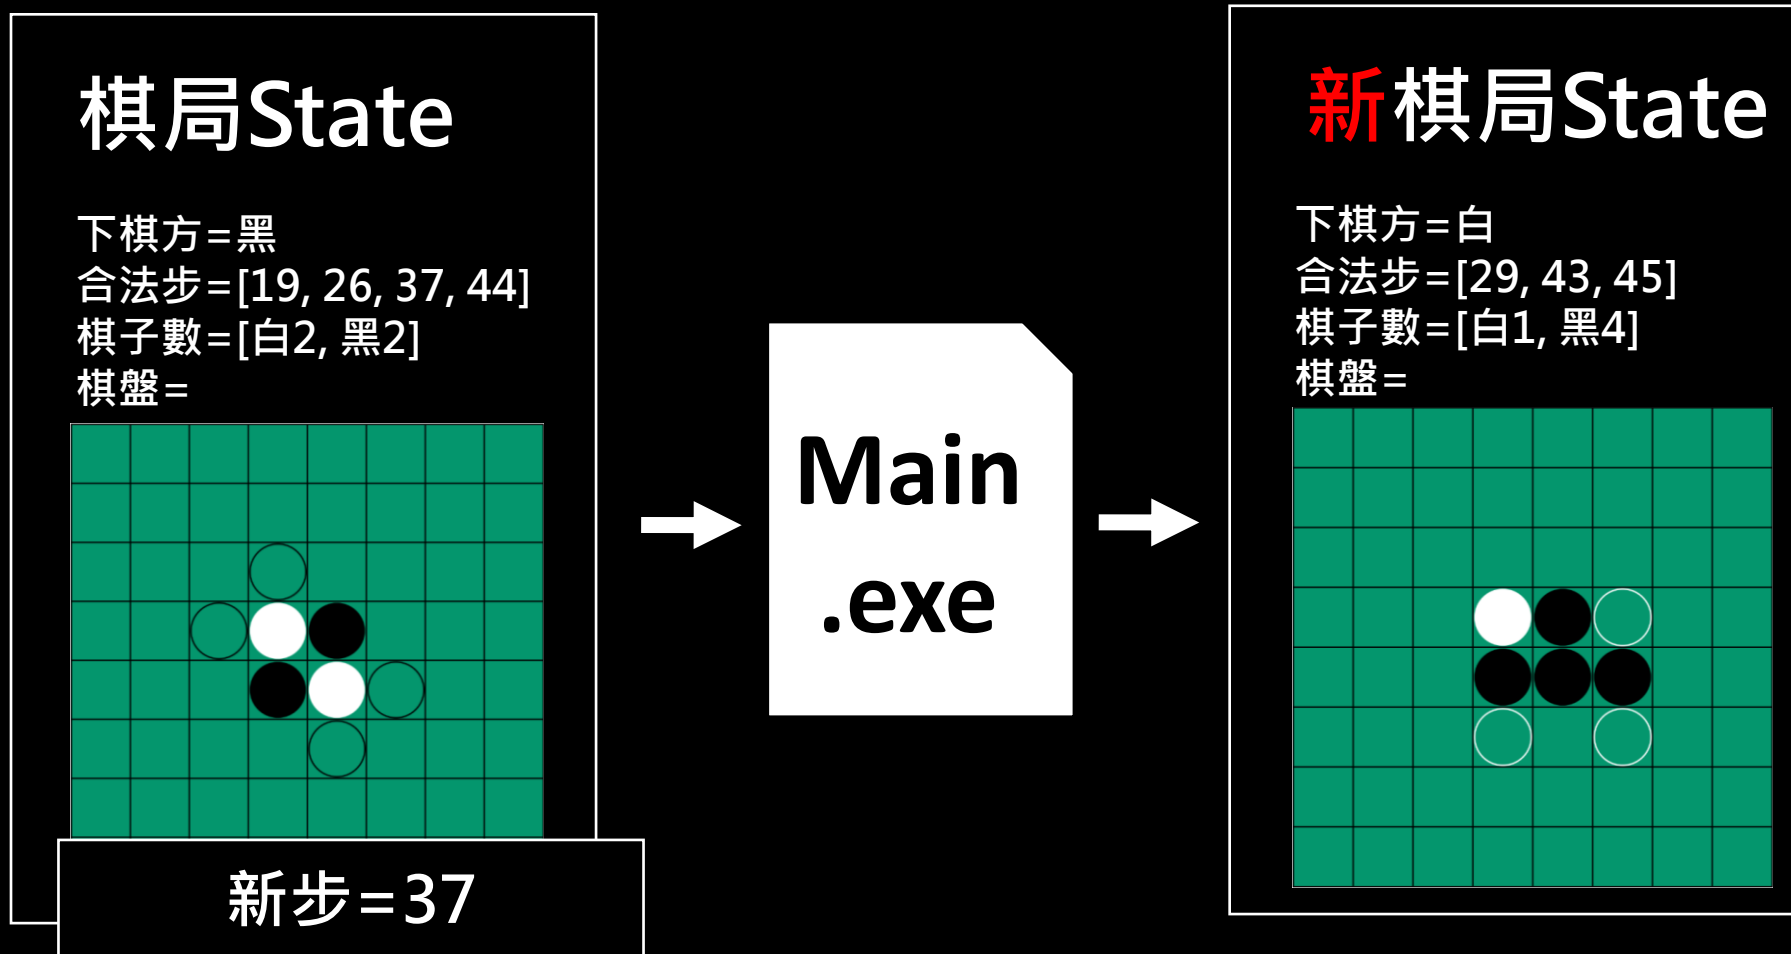 棋局State
下棋方=黑
合法步=[19, 26, 37, 44]
棋子數=[白2, 黑2]
棋盤=
新步=37
Main
.exe
新棋局State
下棋方=白
合法步=[29, 43, 45]
棋子數=[白1, 黑4]
棋盤=